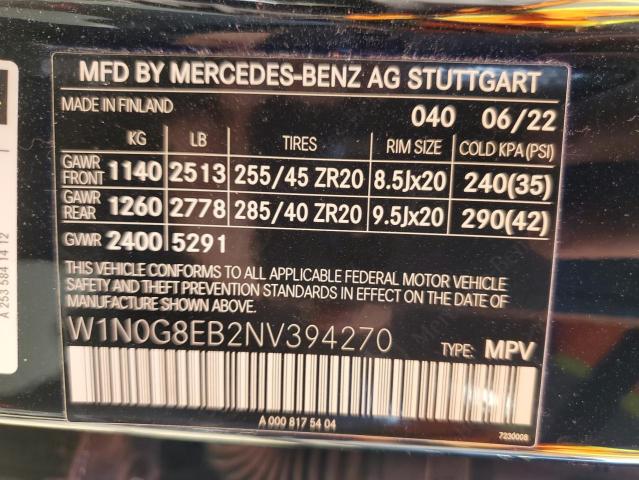 MFD BY MERCEDES-BENZ AG STUTTGART
MADE IN FINLAND 040 06/22
KG LB TIRES RIM SIZE COLD KPA(PSI)
GAWR FRONT 1140 2513 255/45 ZR20 8.5Jx20 240(35)
GAWR REAR 1260 2778 285/40 ZR20 9.5Jx20 290(42)
GVWR 2400 5291
THIS VEHICLE CONFORMS TO ALL APPLICABLE FEDERAL MOTOR VEHICLE
SAFETY AND THEFT PREVENTION STANDARDS IN EFFECT ON THE DATE OF
MANUFACTURE SHOWN ABOVE.
W1N0G8EB2NV394270 TYPE: MPV
A 000 817 54 04 7230008
A 253 584 14 12